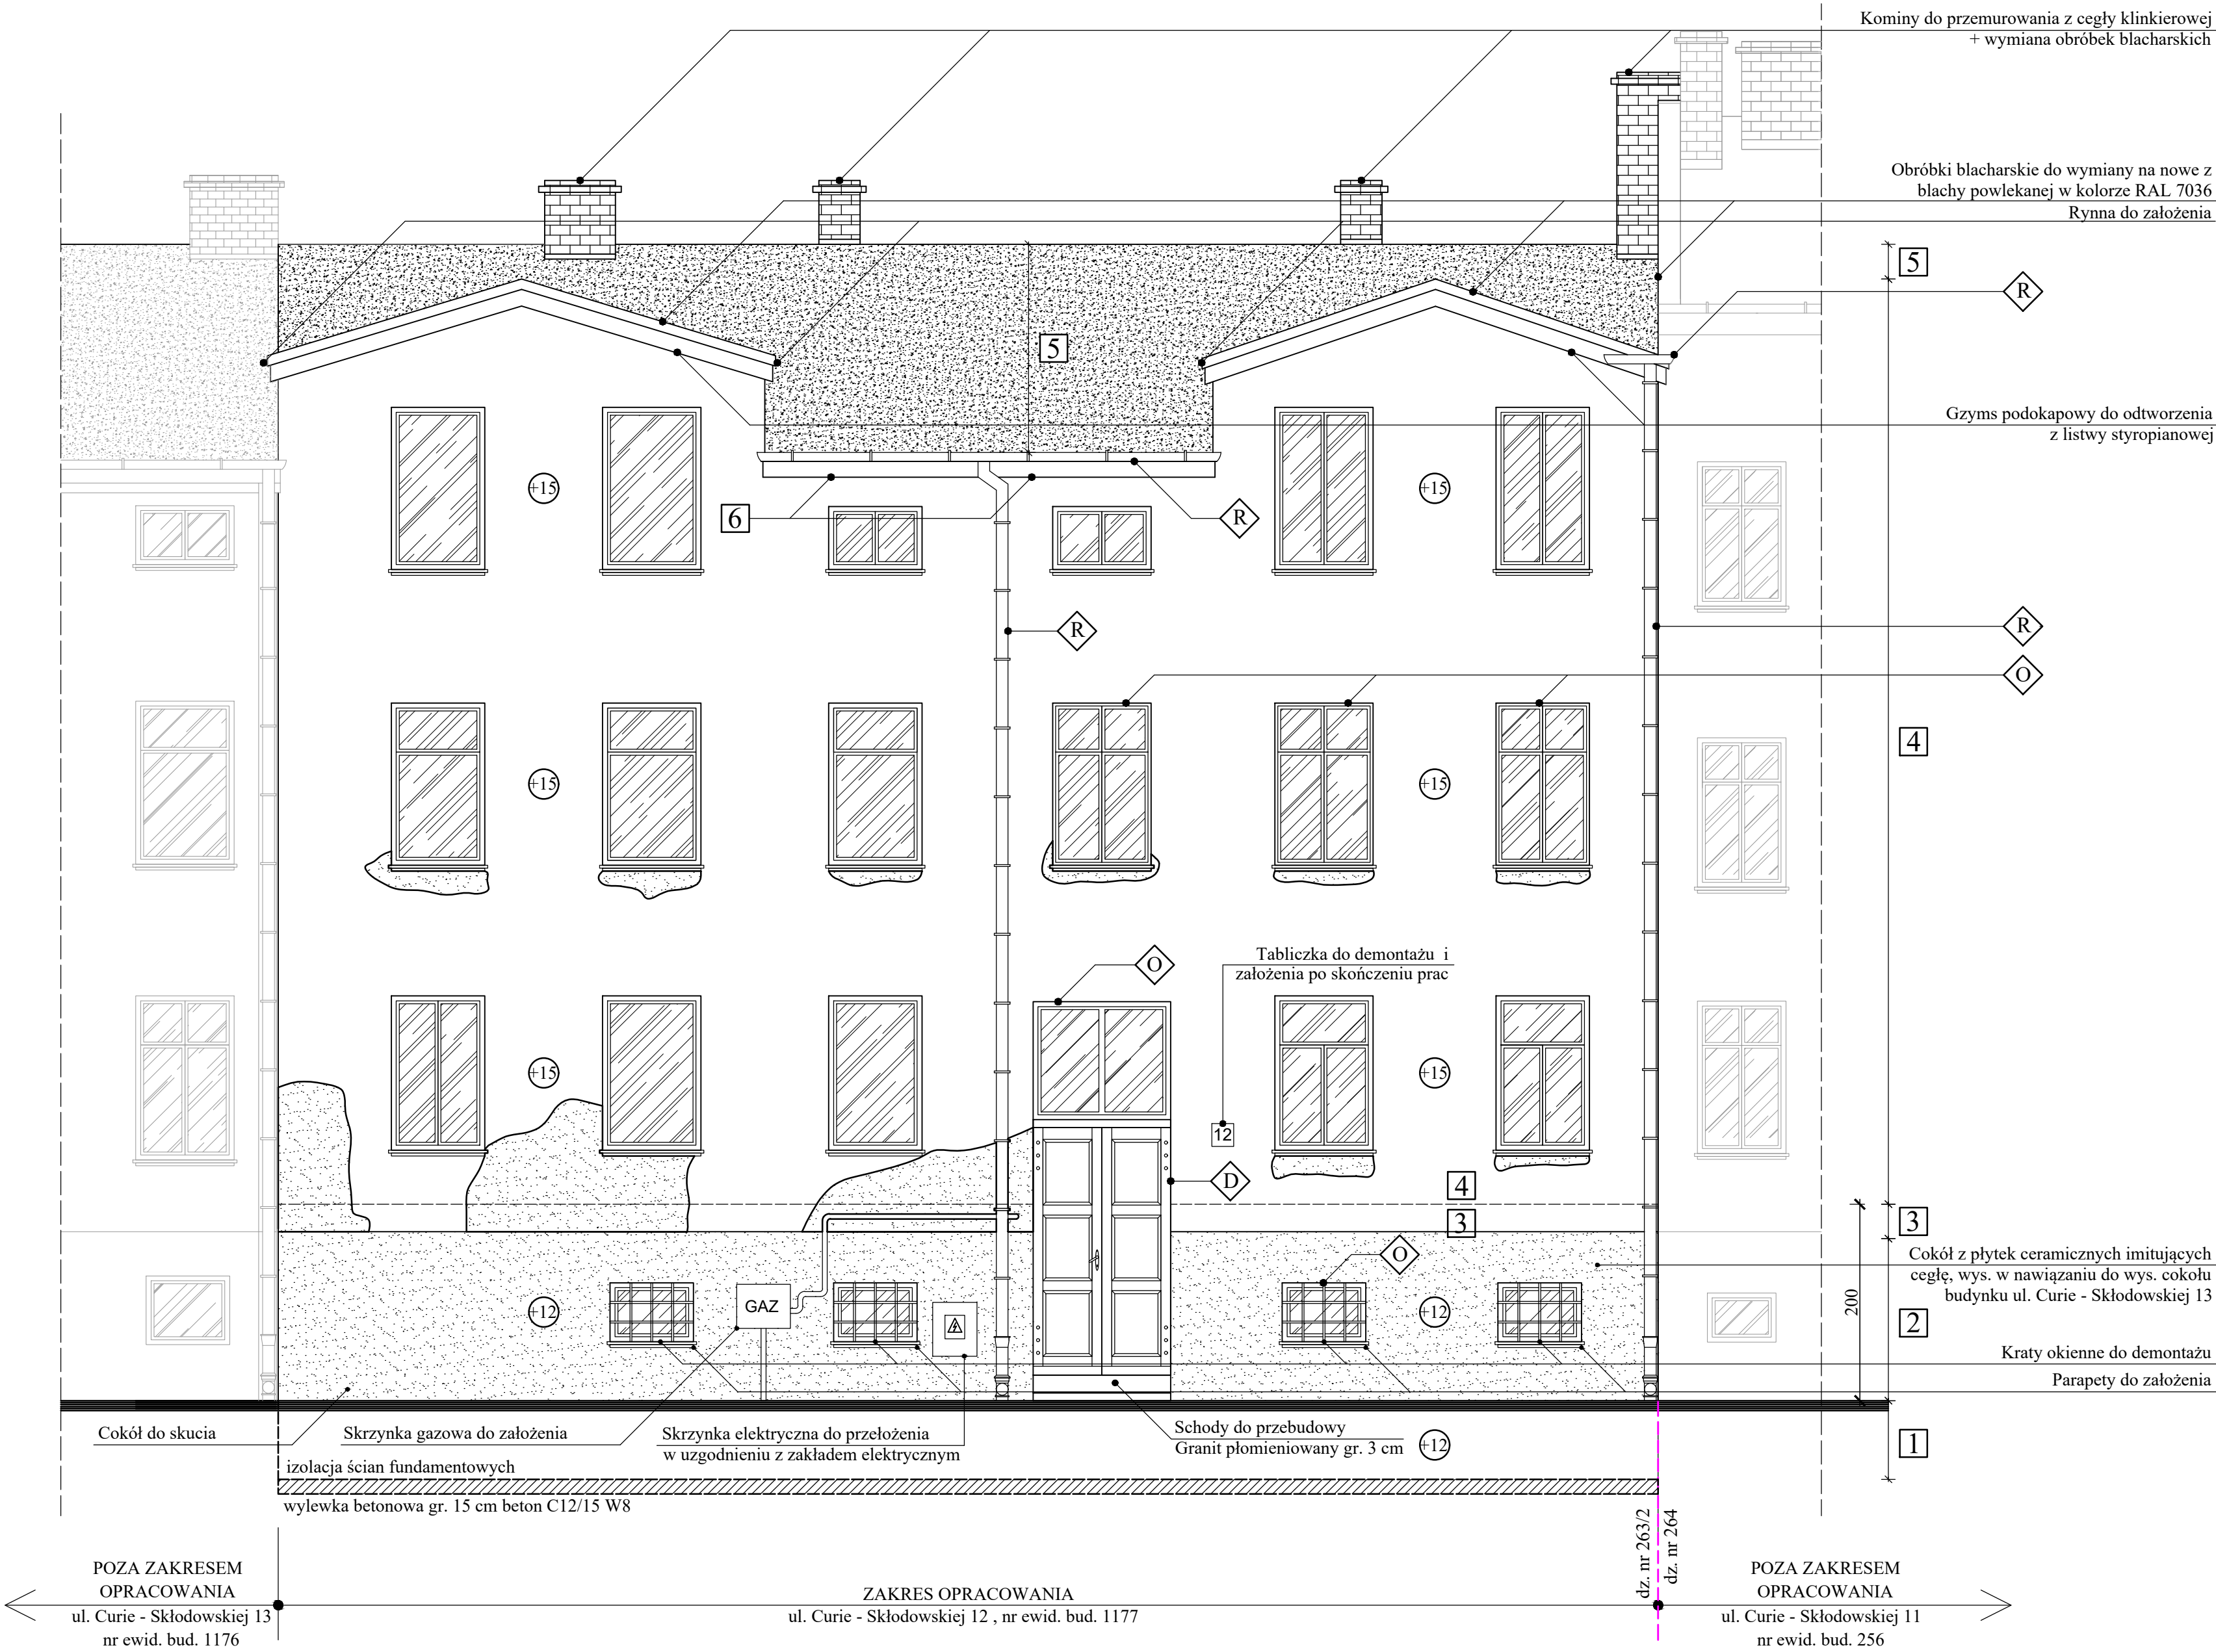 Kominy do przemurowania z cegły klinkierowej
+ wymiana obróbek blacharskich
Obróbki blacharskie do wymiany na nowe z
blachy powlekanej w kolorze RAL 7036
Rynna do założenia
5
R
5
Gzyms podokapowy do odtworzenia
z listwy styropianowej
+15
+15
6
R
R
R
O
4
+15
+15
O
Tabliczka do demontażu i
założenia po skończeniu prac
+15
+15
12
D
4
3
3
O
Cokół z płytek ceramicznych imitujących
cegłę, wys. w nawiązaniu do wys. cokołu
budynku ul. Curie - Skłodowskiej 13
+12
GAZ
+12
200
2
Kraty okienne do demontażu
Parapety do założenia
Cokół do skucia
Skrzynka gazowa do założenia
Skrzynka elektryczna do przełożenia
w uzgodnieniu z zakładem elektrycznym
Schody do przebudowy
Granit płomieniowany gr. 3 cm
+12
1
izolacja ścian fundamentowych
wylewka betonowa gr. 15 cm beton C12/15 W8
dz. nr 263/2
dz. nr 264
POZA ZAKRESEM
OPRACOWANIA
ul. Curie - Skłodowskiej 13
nr ewid. bud. 1176
ZAKRES OPRACOWANIA
ul. Curie - Skłodowskiej 12 , nr ewid. bud. 1177
POZA ZAKRESEM
OPRACOWANIA
ul. Curie - Skłodowskiej 11
nr ewid. bud. 256